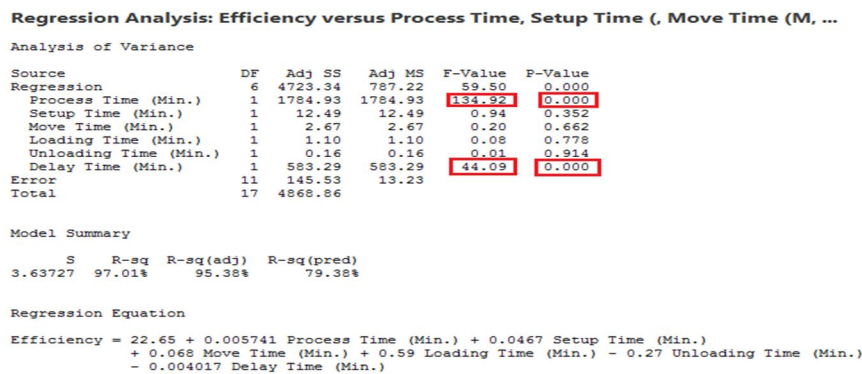 Regression Analysis: Efficiency versus Process Time, Setup Time (, Move Time (M, ...
Analysis of Variance
Source DF Adj SS Adj MS F-Value P-Value
Regression 6 4723.34 787.22 59.50 0.000
Process Time (Min.) 1 1784.93 1784.93 134.92 0.000
Setup Time (Min.) 1 12.49 12.49 0.94 0.352
Move Time (Min.) 1 2.67 2.67 0.20 0.662
Loading Time (Min.) 1 1.10 1.10 0.08 0.778
Unloading Time (Min.) 1 0.16 0.16 0.01 0.914
Delay Time (Min.) 1 583.29 583.29 44.09 0.000
Error 11 145.53 13.23
Total 17 4868.86
Model Summary
S R-sq R-sq(adj) R-sq(pred)
3.63727 97.01% 95.38% 79.38%
Regression Equation
Efficiency = 22.65 + 0.005741 Process Time (Min.) + 0.0467 Setup Time (Min.)
+ 0.068 Move Time (Min.) + 0.59 Loading Time (Min.) - 0.27 Unloading Time (Min.)
- 0.004017 Delay Time (Min.)